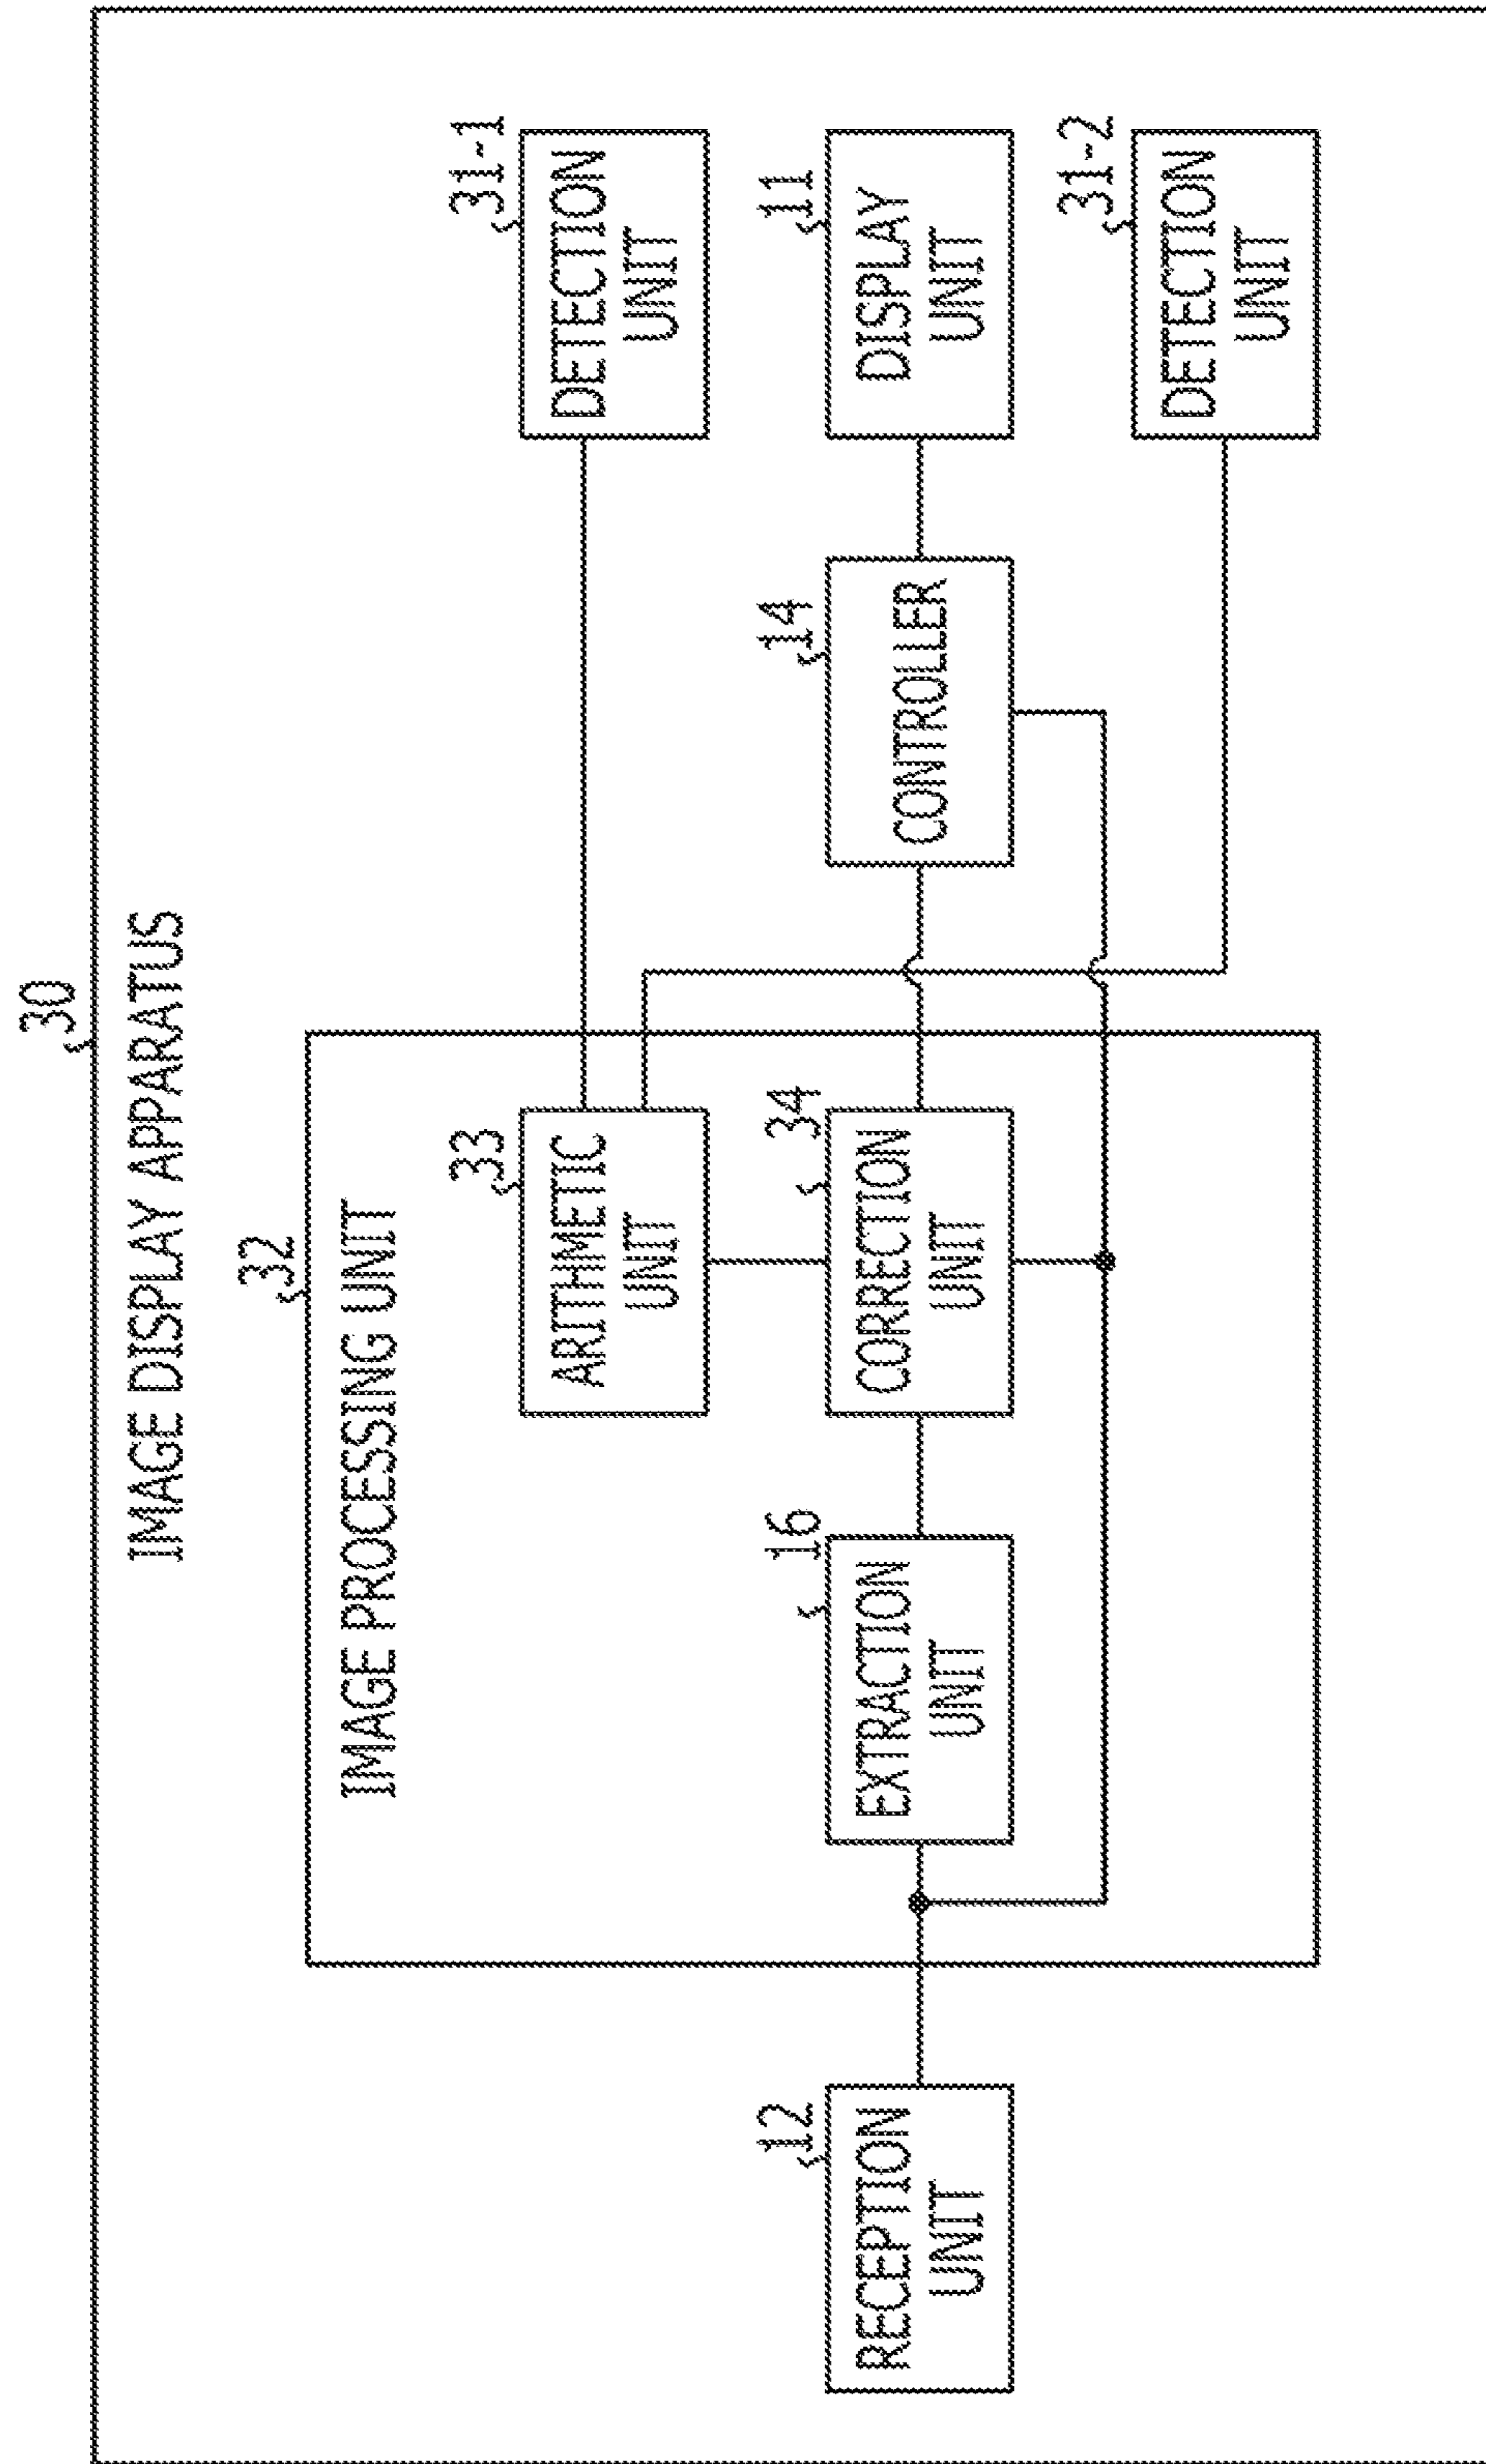 30
IMAGE DISPLAY APPARATUS
32
IMAGE PROCESSING UNIT
33
ARITHMETIC
UNIT
31-1
DETECTION
UNIT
12
RECEPTION
UNIT
16
EXTRACTION
UNIT
34
CORRECTION
UNIT
14
CONTROLLER
11
DISPLAY
UNIT
31-2
DETECTION
UNIT